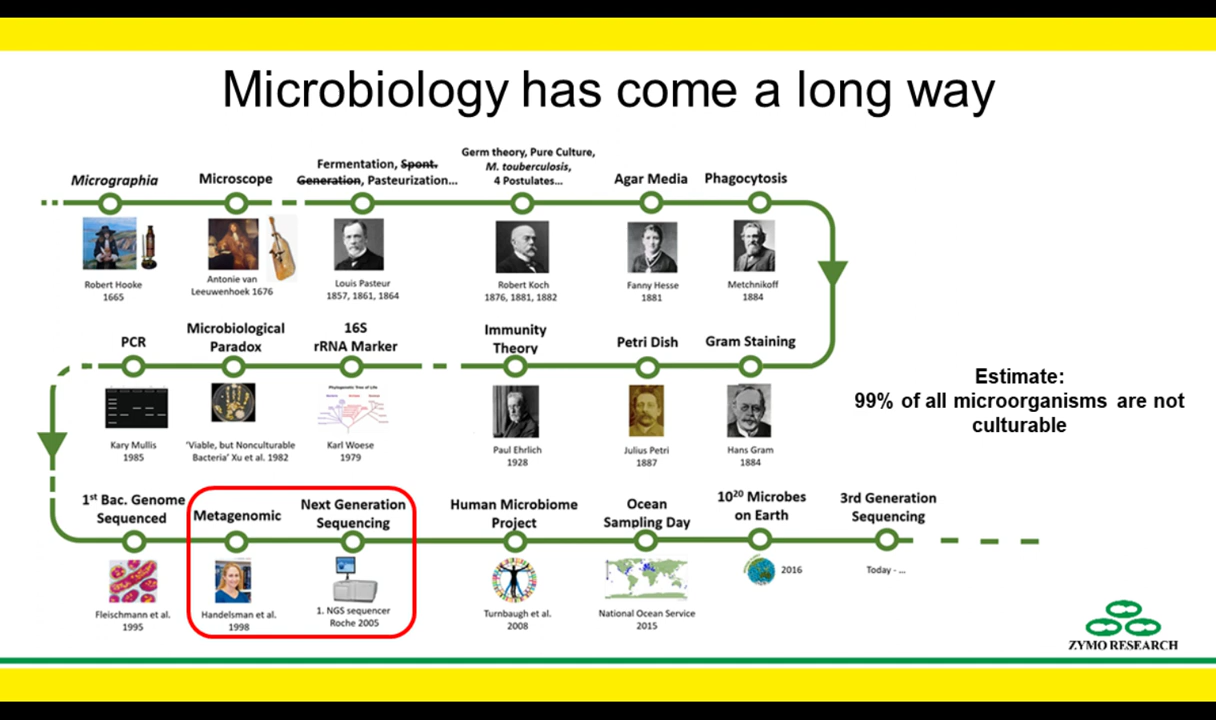 Microbiology has come a long way
Micrographia
Robert Hooke
1665
Microscope
Antonie van
Leeuwenhoek 1676
Fermentation, Spont.
Generation, Pasteurization...
Louis Pasteur
1857, 1861, 1864
Germ theory, Pure Culture,
M. touberculosis,
4 Postulates...
Robert Koch
1876, 1881, 1882
Agar Media
Fanny Hesse
1881
Phagocytosis
Metchnikoff
1884
PCR
Kary Mullis
1985
Microbiological
Paradox
'Viable, but Nonculturable
Bacteria' Xu et al. 1982
16S
rRNA Marker
Phylogenetic Tree of Life
Karl Woese
1979
Immunity
Theory
Paul Ehrlich
1928
Petri Dish
Julius Petri
1887
Gram Staining
Hans Gram
1884
Estimate:
99% of all microorganisms are not
culturable
1st Bac. Genome
Sequenced
Fleischmann et al.
1995
Metagenomic
Handelsman et al.
1998
Next Generation
Sequencing
1. NGS sequencer
Roche 2005
Human Microbiome
Project
Turnbaugh et al.
2008
Ocean
Sampling Day
National Ocean Service
2015
10²⁰ Microbes
on Earth
2016
3rd Generation
Sequencing
Today - ...
ZYMO RESEARCH